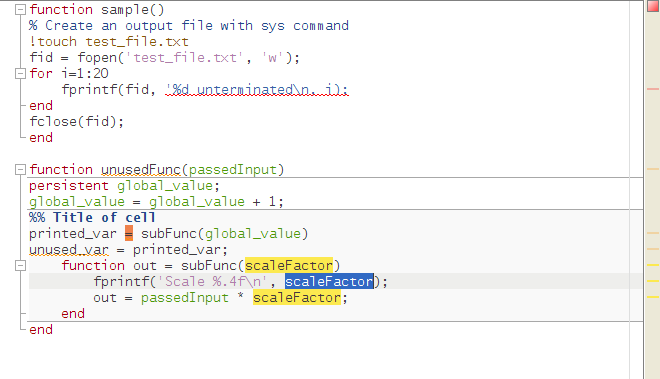 function sample()
% Create an output file with sys command
!touch test_file.txt
fid = fopen('test_file.txt', 'w');
for i=1:20
    fprintf(fid, '%d unterminated\n, i);
end
fclose(fid);
end

function unusedFunc(passedInput)
persistent global_value;
global_value = global_value + 1;
%% Title of cell
printed_var = subFunc(global_value)
unused_var = printed_var;
    function out = subFunc(scaleFactor)
        fprintf('Scale %.4f\n', scaleFactor);
        out = passedInput * scaleFactor;
    end
end